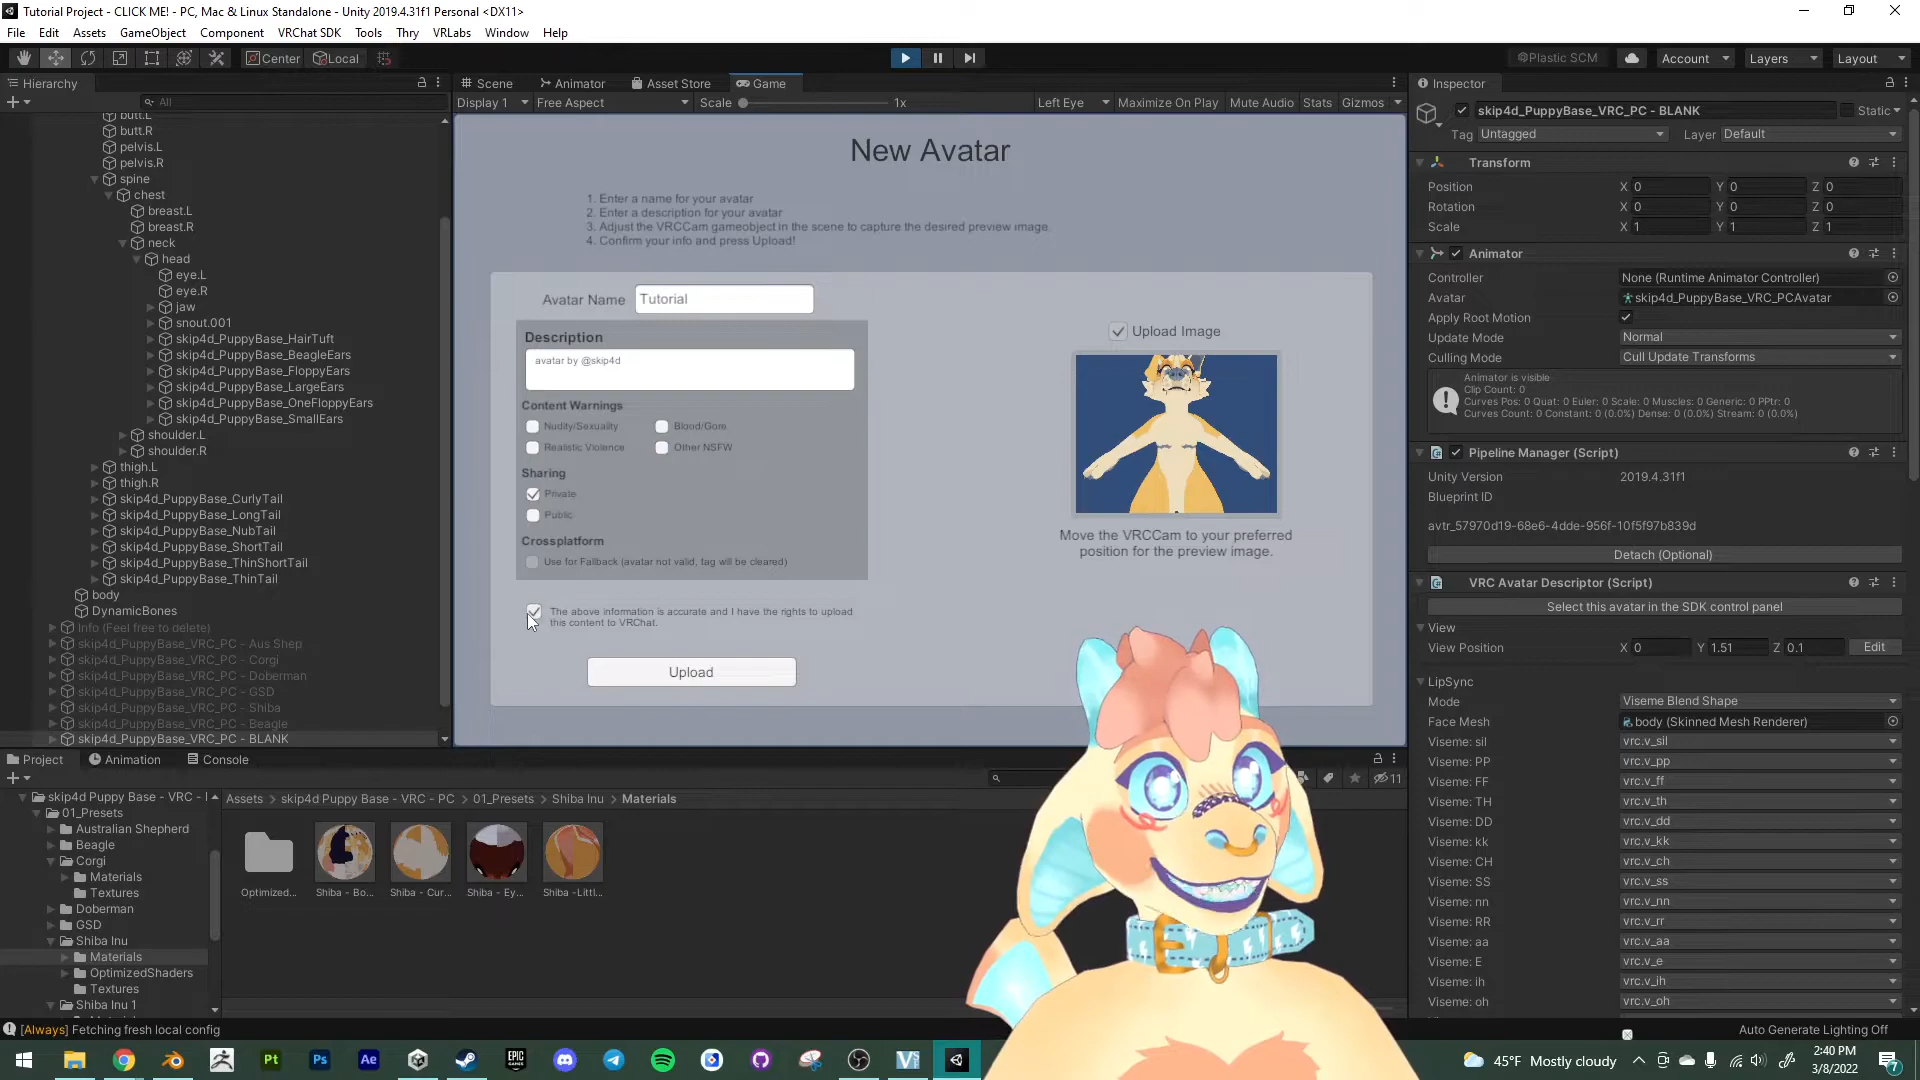 Tutorial Project - CLICK ME! - PC, Mac & Linux Standalone - Unity 2019.4.31f1 Personal <DX11>
File Edit Assets GameObject Component VRChat SDK Tools Thry VRLabs Window Help
Center Local Plastic SCM Account Layers Layout
Hierarchy
All
butt.L
butt.R
pelvis.L
pelvis.R
spine
chest
breast.L
breast.R
neck
head
eye.L
eye.R
jaw
snout.001
skip4d_PuppyBase_HairTuft
skip4d_PuppyBase_BeagleEars
skip4d_PuppyBase_FloppyEars
skip4d_PuppyBase_LargeEars
skip4d_PuppyBase_OneFloppyEars
skip4d_PuppyBase_SmallEars
shoulder.L
shoulder.R
thigh.L
thigh.R
skip4d_PuppyBase_CurlyTail
skip4d_PuppyBase_LongTail
skip4d_PuppyBase_NubTail
skip4d_PuppyBase_ShortTail
skip4d_PuppyBase_ThinShortTail
skip4d_PuppyBase_ThinTail
body
DynamicBones
Info (Feel free to delete)
skip4d_PuppyBase_VRC_PC - Aus Shep
skip4d_PuppyBase_VRC_PC - Corgi
skip4d_PuppyBase_VRC_PC - Doberman
skip4d_PuppyBase_VRC_PC - GSD
skip4d_PuppyBase_VRC_PC - Shiba
skip4d_PuppyBase_VRC_PC - Beagle
skip4d_PuppyBase_VRC_PC - BLANK
Scene Animator Asset Store Game
Display 1 Free Aspect Scale 1x Left Eye Maximize On Play Mute Audio Stats Gizmos
New Avatar
1. Enter a name for your avatar
2. Enter a description for your avatar
3. Adjust the VRCCam gameobject in the scene to capture the desired preview image.
4. Confirm your info and press Upload!
Avatar Name Tutorial
Description
avatar by @skip4d
Content Warnings
Nudity/Sexuality Blood/Gore
Realistic Violence Other NSFW
Sharing
Private
Public
Crossplatform
Use for Fallback (avatar not valid, tag will be cleared)
The above information is accurate and I have the rights to upload
this content to VRChat.
Upload
Upload Image
Move the VRCCam to your preferred
position for the preview image.
Inspector
skip4d_PuppyBase_VRC_PC - BLANK Static
Tag Untagged Layer Default
Transform
Position X 0 Y 0 Z 0
Rotation X 0 Y 0 Z 0
Scale X 1 Y 1 Z 1
Animator
Controller None (Runtime Animator Controller)
Avatar skip4d_PuppyBase_VRC_PCAvatar
Apply Root Motion
Update Mode Normal
Culling Mode Cull Update Transforms
Animator is visible
Clip Count: 0
Curves Pos: 0 Quat: 0 Euler: 0 Scale: 0 Muscles: 0 Generic: 0 PPtr: 0
Curves Count: 0 Constant: 0 (0.0%) Dense: 0 (0.0%) Stream: 0 (0.0%)
Pipeline Manager (Script)
Unity Version 2019.4.31f1
Blueprint ID
avtr_57970d19-68e6-4dde-956f-10f5f97b839d
Detach (Optional)
VRC Avatar Descriptor (Script)
Select this avatar in the SDK control panel
View
View Position X 0 Y 1.51 Z 0.1 Edit
LipSync
Mode Viseme Blend Shape
Face Mesh body (Skinned Mesh Renderer)
Viseme: sil vrc.v_sil
Viseme: PP vrc.v_pp
Viseme: FF vrc.v_ff
Viseme: TH vrc.v_th
Viseme: DD vrc.v_dd
Viseme: kk vrc.v_kk
Viseme: CH vrc.v_ch
Viseme: SS vrc.v_ss
Viseme: nn vrc.v_nn
Viseme: RR vrc.v_rr
Viseme: aa vrc.v_aa
Viseme: E vrc.v_e
Viseme: ih vrc.v_ih
Viseme: oh vrc.v_oh
Project Animation Console
11
skip4d Puppy Base - VRC -
01_Presets
Australian Shepherd
Beagle
Corgi
Materials
Textures
Doberman
GSD
Shiba Inu
Materials
OptimizedShaders
Textures
Shiba Inu 1
Assets > skip4d Puppy Base - VRC - PC > 01_Presets > Shiba Inu > Materials
Optimized... Shiba - Bo... Shiba - Cur... Shiba - Ey... Shiba -Littl...
[Always] Fetching fresh local config
Auto Generate Lighting Off
Pt Ps Ae EPIC GAMES
45°F Mostly cloudy
2:40 PM
3/8/2022
7